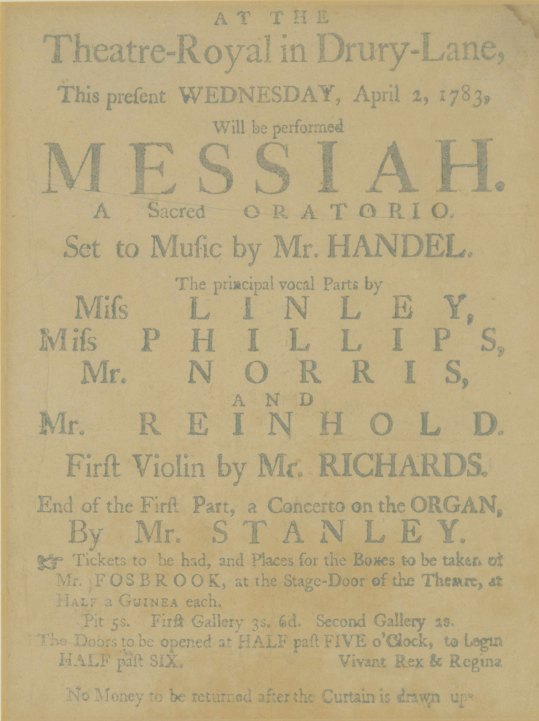 AT THE
Theatre-Royal in Drury-Lane,
This preſent WEDNESDAY, April 2, 1783,
Will be performed
MESSIAH.
A Sacred ORATORIO.
Set to Muſic by Mr. HANDEL.
The principal vocal Parts by
Miſs LINLEY,
Miſs PHILLIPS,
Mr. NORRIS,
AND
Mr. REINHOLD.
Firſt Violin by Mr. RICHARDS.
End of the Firſt Part, a Concerto on the ORGAN,
By Mr. STANLEY.
☞ Tickets to be had, and Places for the Boxes to be taken of
Mr. FOSBROOK, at the Stage-Door of the Theatre, at
HALF a GUINEA each.
Pit 5s. Firſt Gallery 3s. 6d. Second Gallery 2s.
The Doors to be opened at HALF paſt FIVE o'Clock, to begin
HALF paſt SIX. Vivant Rex & Regina
No Money to be returned after the Curtain is drawn up.